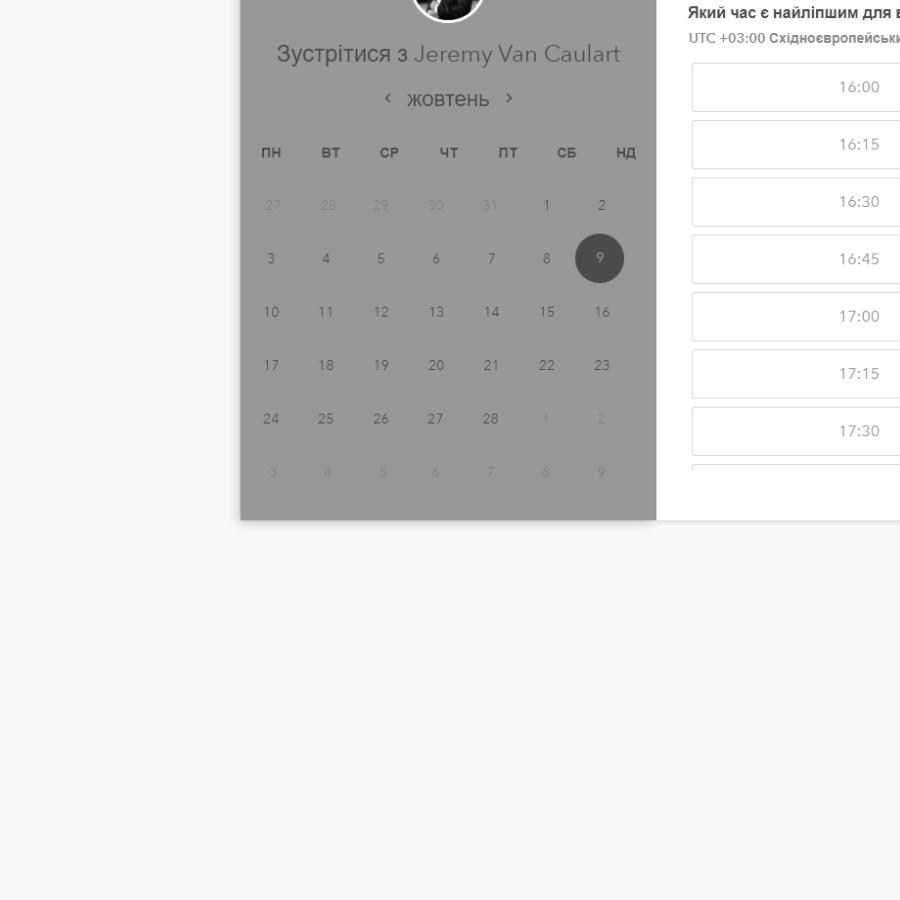 Зустрітися з Jeremy Van Caulart
жовтень
ПН ВТ СР ЧТ ПТ СБ НД
27 28 29 30 31 1 2
3 4 5 6 7 8 9
10 11 12 13 14 15 16
17 18 19 20 21 22 23
24 25 26 27 28 1 2
3 4 5 6 7 8 9
Який час є найліпшим для
UTC +03:00
16:00
16:15
16:30
16:45
17:00
17:15
17:30